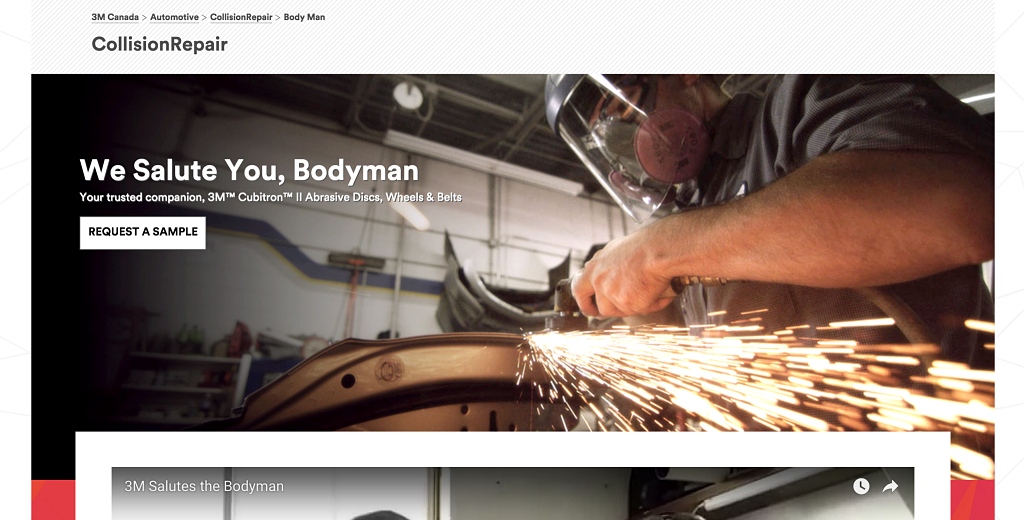 3M Canada > Automotive > CollisionRepair > Body Man
CollisionRepair
We Salute You, Bodyman
Your trusted companion, 3M™ Cubitron™ II Abrasive Discs, Wheels & Belts
REQUEST A SAMPLE
3M Salutes the Bodyman